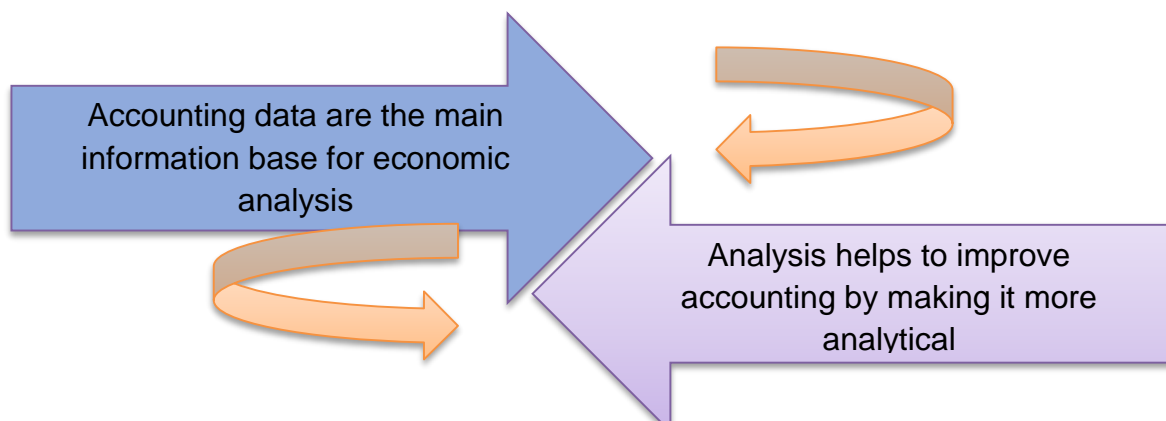 Accounting data are the main
information base for economic
analysis
Analysis helps to improve
accounting by making it more
analytical